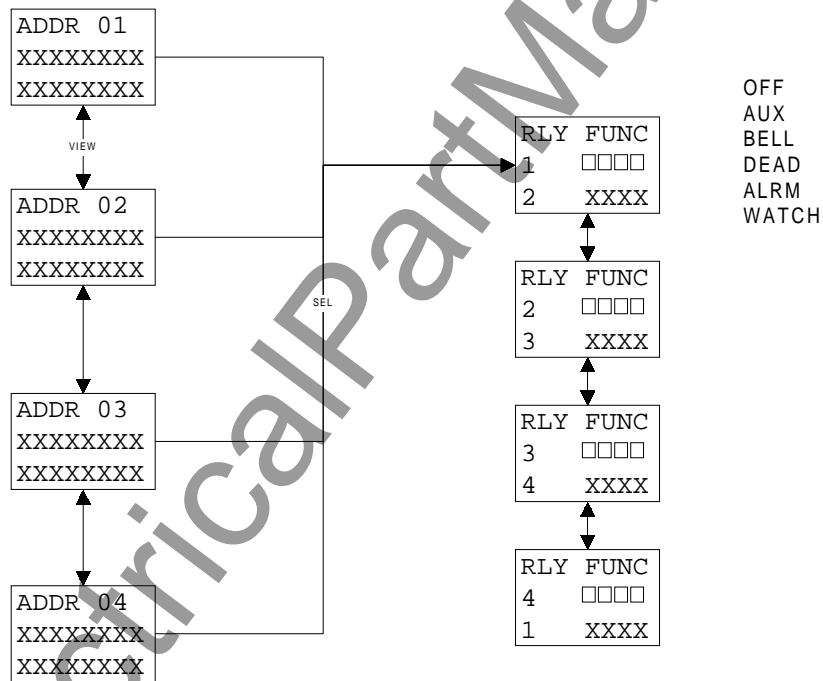 ADDR 01
XXXXXXXX
XXXXXXXX
VIEW
ADDR 02
XXXXXXXX
XXXXXXXX
ADDR 03
XXXXXXXX
XXXXXXXX
ADDR 04
XXXXXXXX
XXXXXXXX
SEL
RLY FUNC
1 □□□□
2 XXXX
RLY FUNC
2 □□□□
3 XXXX
RLY FUNC
3 □□□□
4 XXXX
RLY FUNC
4 □□□□
1 XXXX
OFF
AUX
BELL
DEAD
ALRM
WATCH
ctricalPartMa